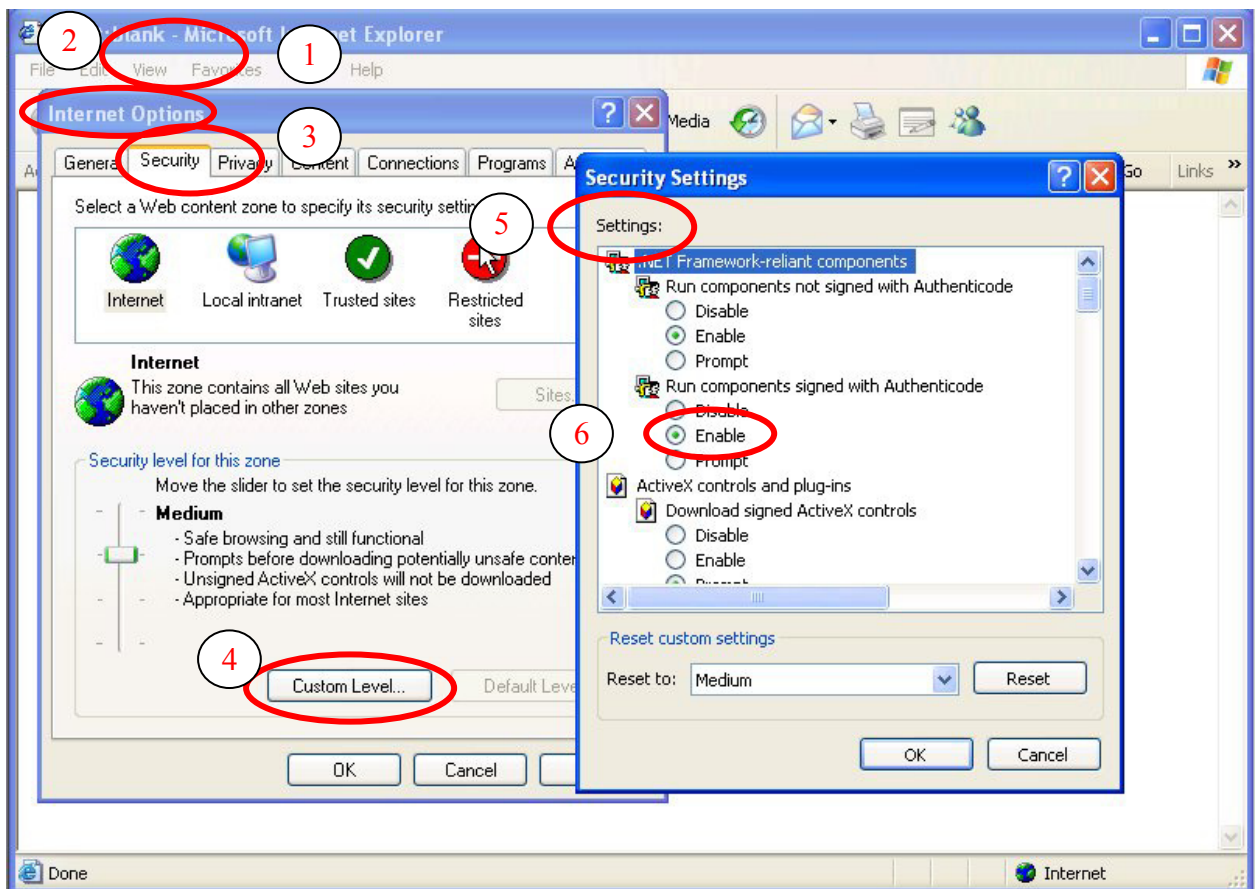 2
1
blank - Microsoft Internet Explorer
File Edit View Favorites Help
Internet Options
3
Media
General Security Privacy Content Connections Programs
Go Links
Security Settings
Select a Web content zone to specify its security
5
Settings:
.NET Framework-reliant components
Run components not signed with Authenticode
Disable
Enable
Prompt
Run components signed with Authenticode
Disable
Enable
Prompt
ActiveX controls and plug-ins
Download signed ActiveX controls
Disable
Enable
Prompt
Internet
Local intranet
Trusted sites
Restricted
sites
Internet
This zone contains all Web sites you
haven't placed in other zones
Sites.
6
Security level for this zone
Move the slider to set the security level for this zone.
Medium
- Safe browsing and still functional
- Prompts before downloading potentially unsafe
- Unsigned ActiveX controls will not be downloaded
- Appropriate for most Internet sites
4
Custom Level...
Default Leve
Reset custom settings
Reset to: Medium Reset
OK Cancel
OK Cancel
Done
Internet